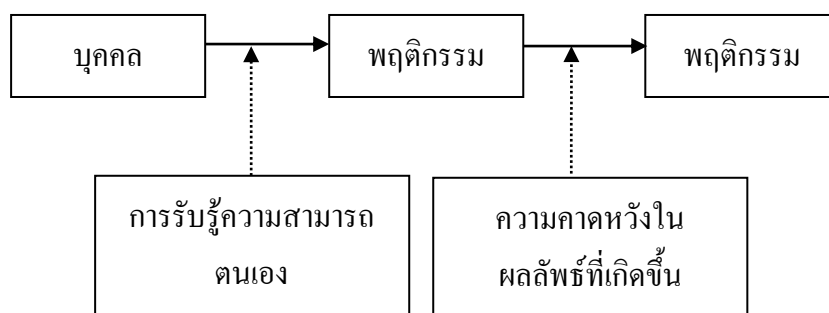 บุคคล
พฤติกรรม
พฤติกรรม
การรับรู้ความสามารถ
ตนเอง
ความคาดหวังใน
ผลลัพธ์ที่เกิดขึ้น